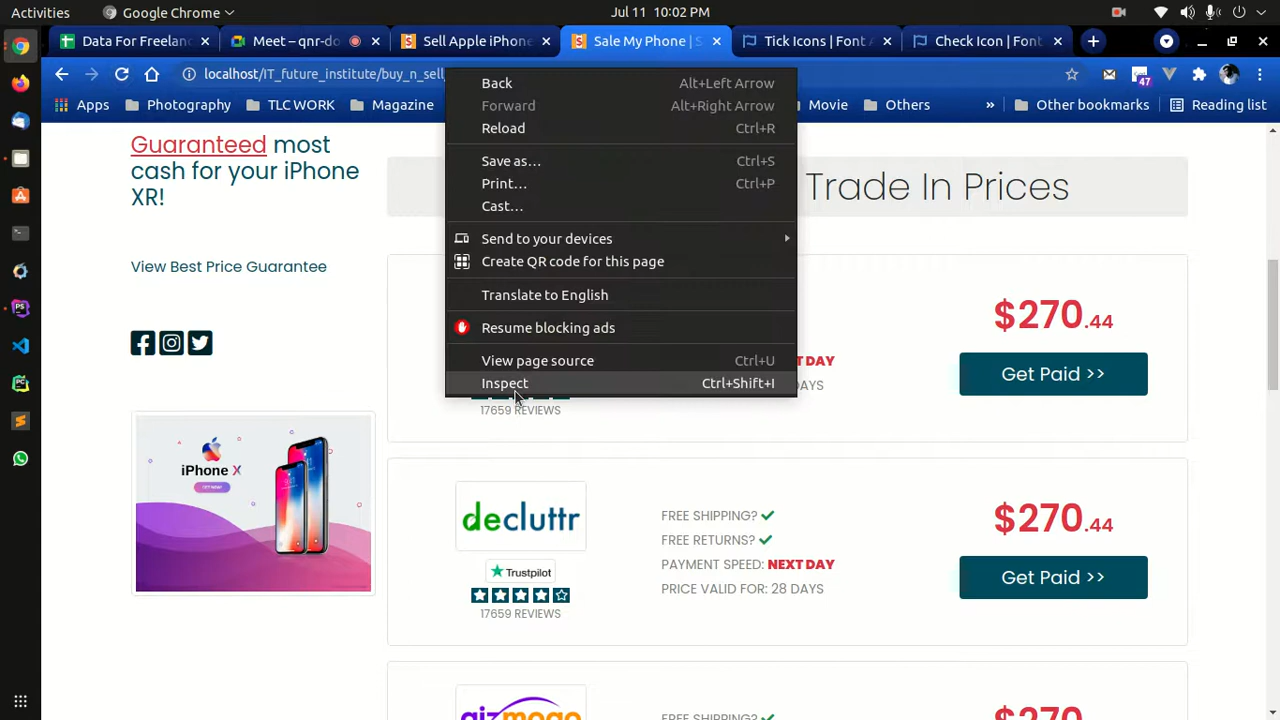 Activities
Google Chrome
Jul 11 10:02 PM
Data For Freelanc
Meet – qnr-do
Sell Apple iPhone
Sale My Phone | S
Tick Icons | Font A
Check Icon | Font
localhost/IT_future_institute/buy_n_sell
47
Apps
Photography
TLC WORK
Magazine
Movie
Others
»
Other bookmarks
Reading list
Back Alt+Left Arrow
Forward Alt+Right Arrow
Reload Ctrl+R
Save as… Ctrl+S
Print… Ctrl+P
Cast…
Send to your devices
Create QR code for this page
Translate to English
Resume blocking ads
View page source Ctrl+U
Inspect Ctrl+Shift+I
Guaranteed most
cash for your iPhone
XR!
View Best Price Guarantee
iPhone X
Trade In Prices
T DAY
DAYS
17659 REVIEWS
$270.44
Get Paid >>
decluttr
Trustpilot
17659 REVIEWS
FREE SHIPPING?
FREE RETURNS?
PAYMENT SPEED: NEXT DAY
PRICE VALID FOR: 28 DAYS
$270.44
Get Paid >>
gizmogo
FREE SHIPPING?
$270